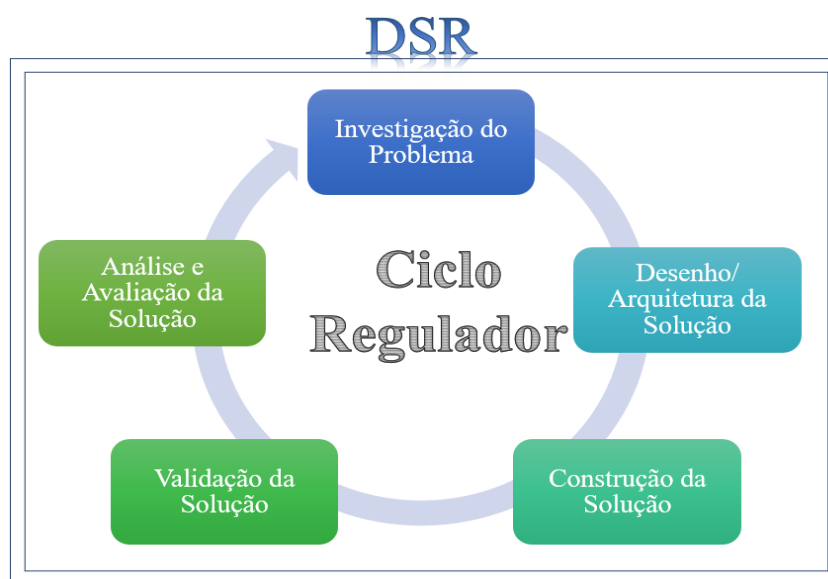 DSR
Investigação do
Problema
Ciclo
Regulador
Desenho/
Arquitetura da
Solução
Construção da
Solução
Validação da
Solução
Análise e
Avaliação da
Solução